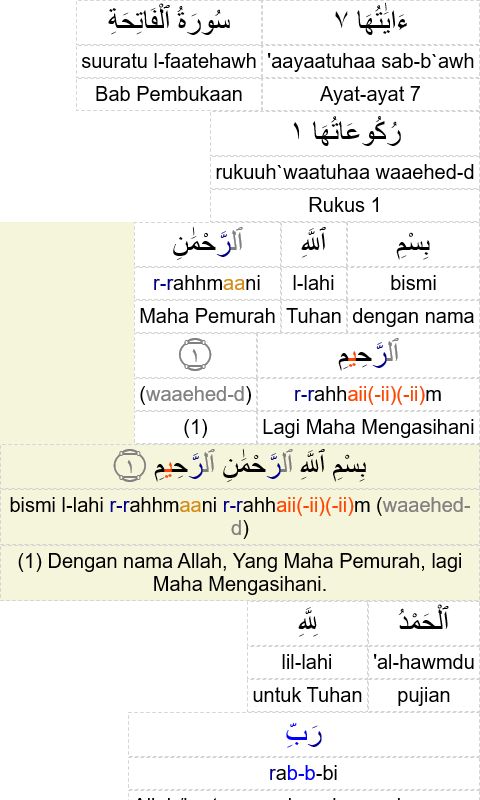 ءَايَٰتُهَا ٧ سُورَةُ ٱلْفَاتِحَةِ
'aayaatuhaa sab-b`awh suuratu l-faatehawh
Ayat-ayat 7 Bab Pembukaan
رُكُوعَاتُهَا ١
rukuuh`waatuhaa waaehed-d
Rukus 1
بِسْمِ ٱللَّهِ ٱلرَّحْمَٰنِ
bismi l-lahi r-rahhmaani
dengan nama Tuhan Maha Pemurah
ٱلرَّحِيمِ ١
r-rahhaii(-ii)(-ii)m (waaehed-d)
Lagi Maha Mengasihani (1)
بِسْمِ ٱللَّهِ ٱلرَّحْمَٰنِ ٱلرَّحِيمِ ١
bismi l-lahi r-rahhmaani r-rahhaii(-ii)(-ii)m (waaehed-
d)
(1) Dengan nama Allah, Yang Maha Pemurah, lagi
Maha Mengasihani.
ٱلْحَمْدُ لِلَّهِ
'al-hawmdu lil-lahi
pujian untuk Tuhan
رَبِّ
rab-b-bi